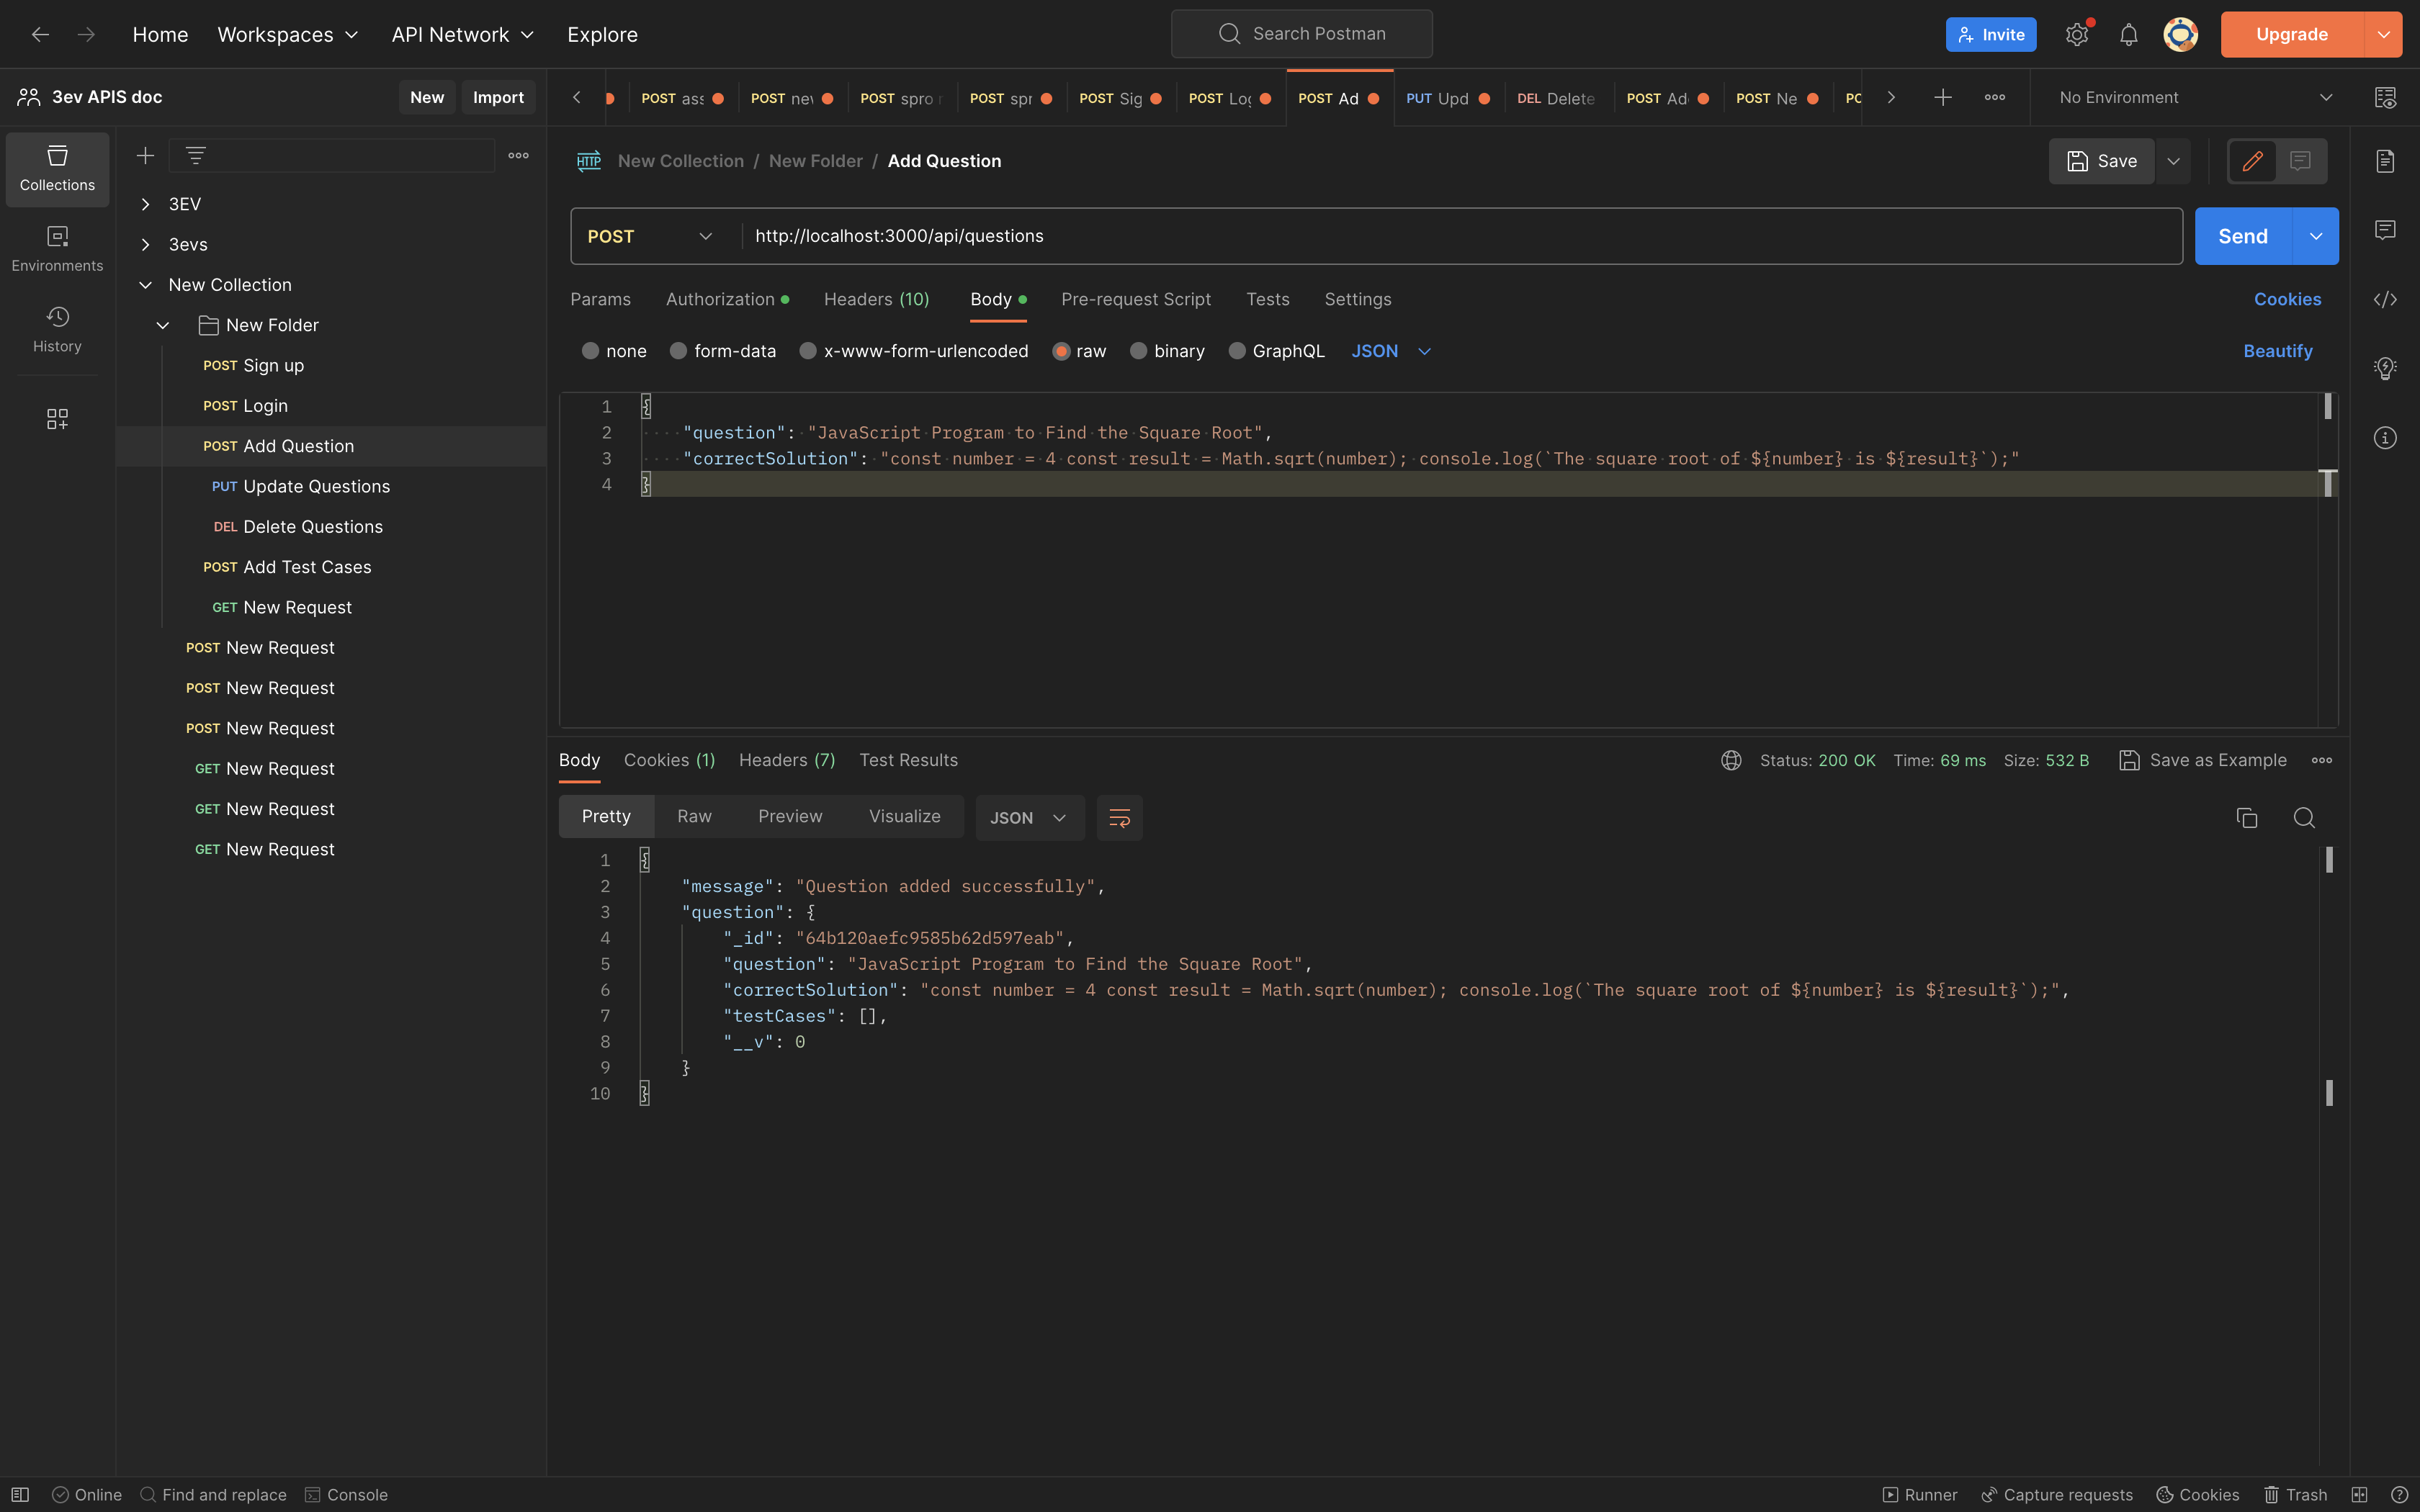 Home Workspaces API Network Explore Search Postman Invite Upgrade
3ev APIS doc New Import POST ass POST nev POST spro r POST spr POST Sig POST Log POST Ad PUT Upd DEL Delete POST Ad POST Ne PO No Environment
Collections
Environments
History
3EV
3evs
New Collection
New Folder
POST Sign up
POST Login
POST Add Question
PUT Update Questions
DEL Delete Questions
POST Add Test Cases
GET New Request
POST New Request
POST New Request
POST New Request
GET New Request
GET New Request
GET New Request
HTTP New Collection / New Folder / Add Question Save
POST http://localhost:3000/api/questions Send
Params Authorization Headers (10) Body Pre-request Script Tests Settings Cookies
none form-data x-www-form-urlencoded raw binary GraphQL JSON Beautify
1 {
2 "question": "JavaScript Program to Find the Square Root",
3 "correctSolution": "const number = 4 const result = Math.sqrt(number); console.log(`The square root of ${number} is ${result}`);"
4 }
Body Cookies (1) Headers (7) Test Results Status: 200 OK Time: 69 ms Size: 532 B Save as Example
Pretty Raw Preview Visualize JSON
1 {
2 "message": "Question added successfully",
3 "question": {
4 "_id": "64b120aefc9585b62d597eab",
5 "question": "JavaScript Program to Find the Square Root",
6 "correctSolution": "const number = 4 const result = Math.sqrt(number); console.log(`The square root of ${number} is ${result}`);",
7 "testCases": [],
8 "__v": 0
9 }
10 }
Online Find and replace Console Runner Capture requests Cookies Trash